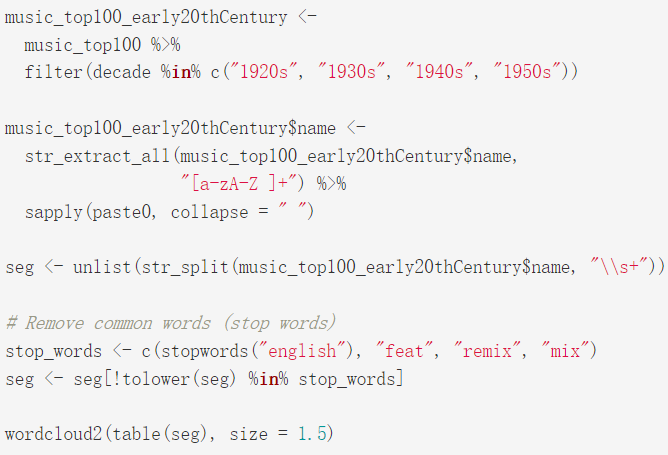 music_top100_early20thCentury <-
  music_top100 %>%
  filter(decade %in% c("1920s", "1930s", "1940s", "1950s"))

music_top100_early20thCentury$name <-
  str_extract_all(music_top100_early20thCentury$name,
                  "[a-zA-Z ]+") %>%
  sapply(paste0, collapse = " ")

seg <- unlist(str_split(music_top100_early20thCentury$name, "\\s+"))

# Remove common words (stop words)
stop_words <- c(stopwords("english"), "feat", "remix", "mix")
seg <- seg[!tolower(seg) %in% stop_words]

wordcloud2(table(seg), size = 1.5)